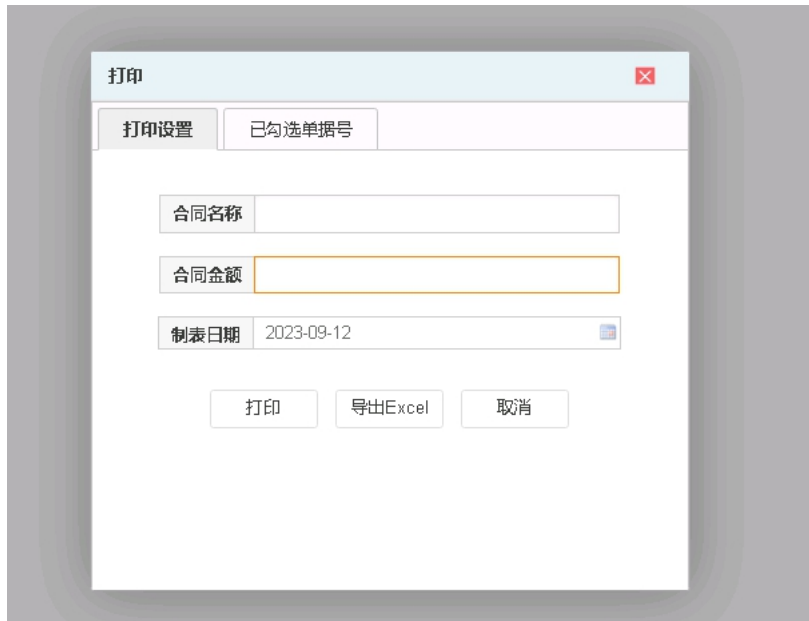 打印
打印设置 已勾选单据号
合同名称
合同金额
制表日期 2023-09-12
打印 导出Excel 取消